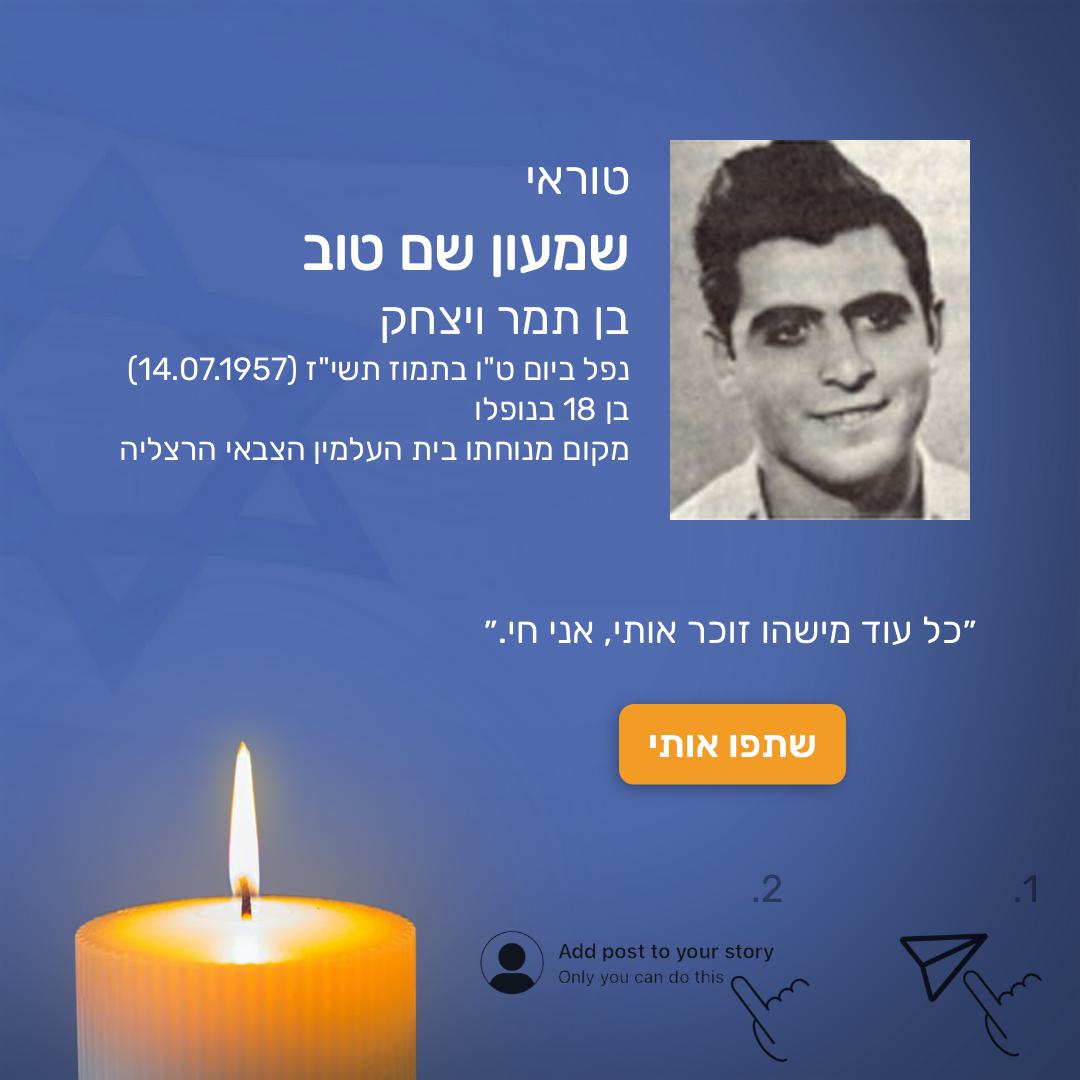 טוראי
שמעון שם טוב
בן תמר ויצחק
נפל ביום ט"ו בתמוז תשי"ז (14.07.1957)
בן 18 בנופלו
מקום מנוחתו בית העלמין הצבאי הרצליה
״כל עוד מישהו זוכר אותי, אני חי.״
שתפו אותי
1.
2.
Add post to your story
Only you can do this